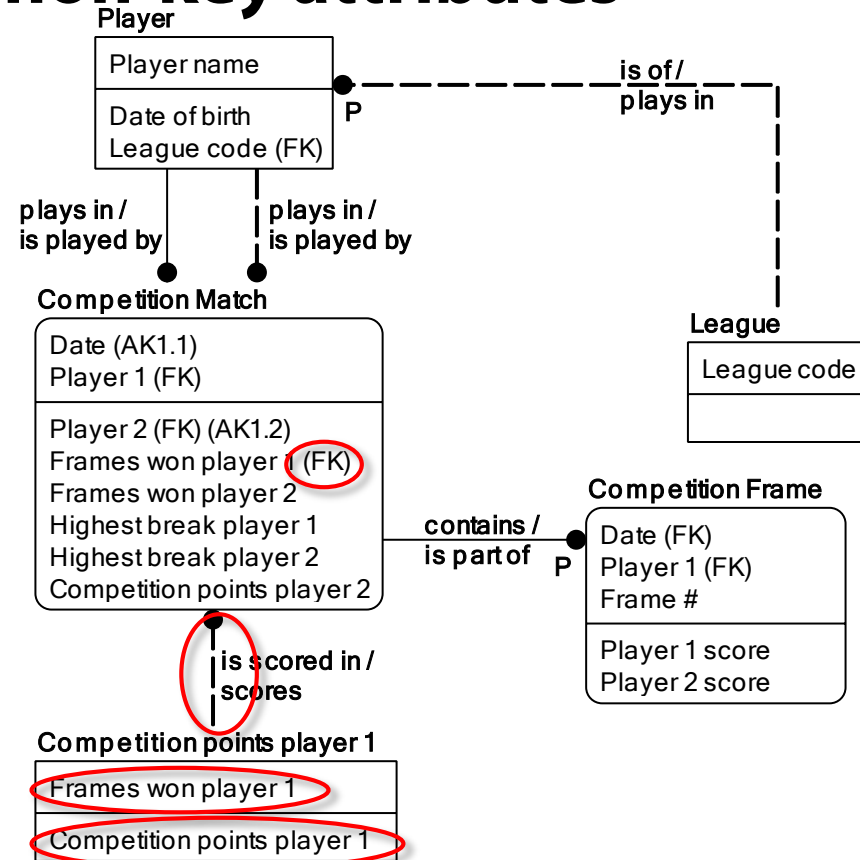 non-key attributes
Player
Player name
Date of birth
League code (FK)
P
is of /
plays in
plays in /
is played by
plays in /
is played by
Competition Match
Date (AK1.1)
Player 1 (FK)
Player 2 (FK) (AK1.2)
Frames won player 1 (FK)
Frames won player 2
Highest break player 1
Highest break player 2
Competition points player 2
League
League code
contains /
is part of
P
Competition Frame
Date (FK)
Player 1 (FK)
Frame #
Player 1 score
Player 2 score
is scored in /
scores
Competition points player 1
Frames won player 1
Competition points player 1